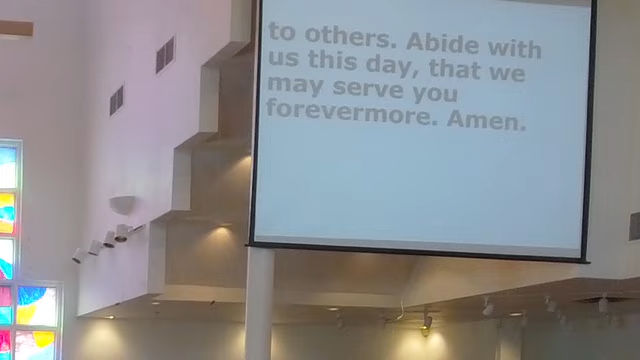 to others. Abide with
us this day, that we
may serve you
forevermore. Amen.